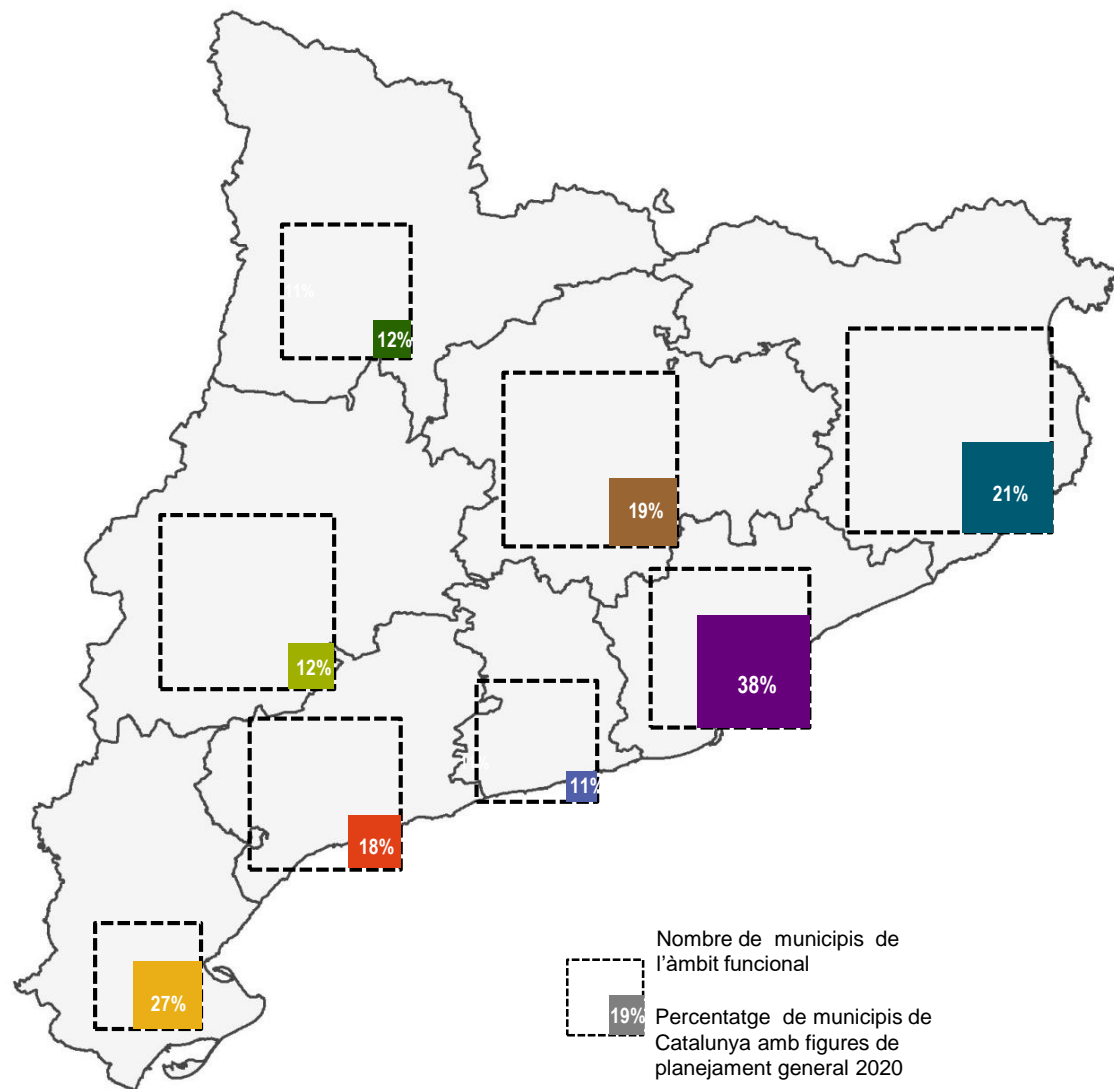 12%
21%
19%
12%
38%
11%
18%
27%
Nombre de municipis de
l'àmbit funcional
19%
Percentatge de municipis de
Catalunya amb figures de
planejament general 2020